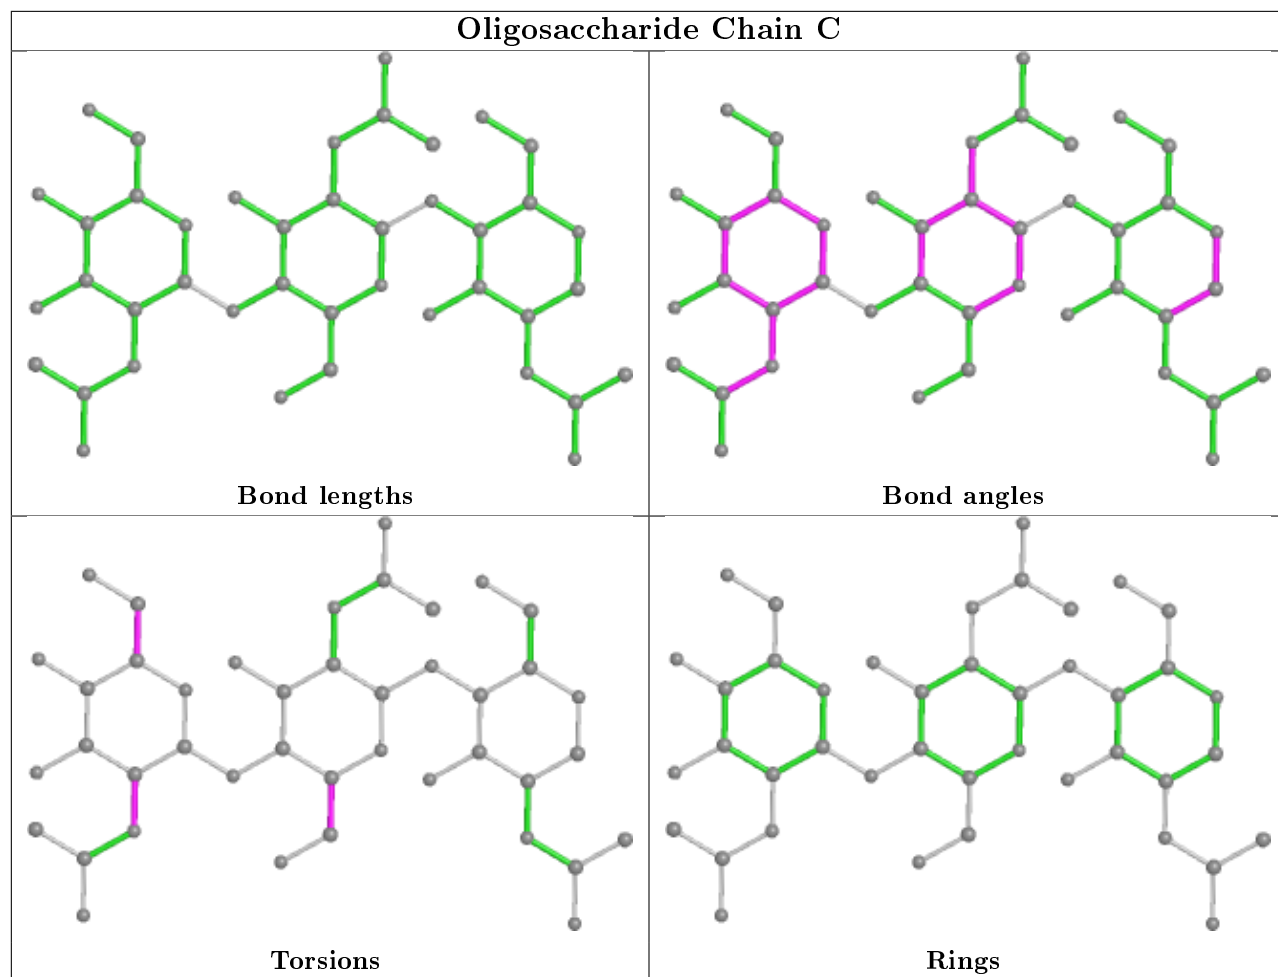 Oligosaccharide Chain C
Bond lengths
Bond angles
Torsions
Rings